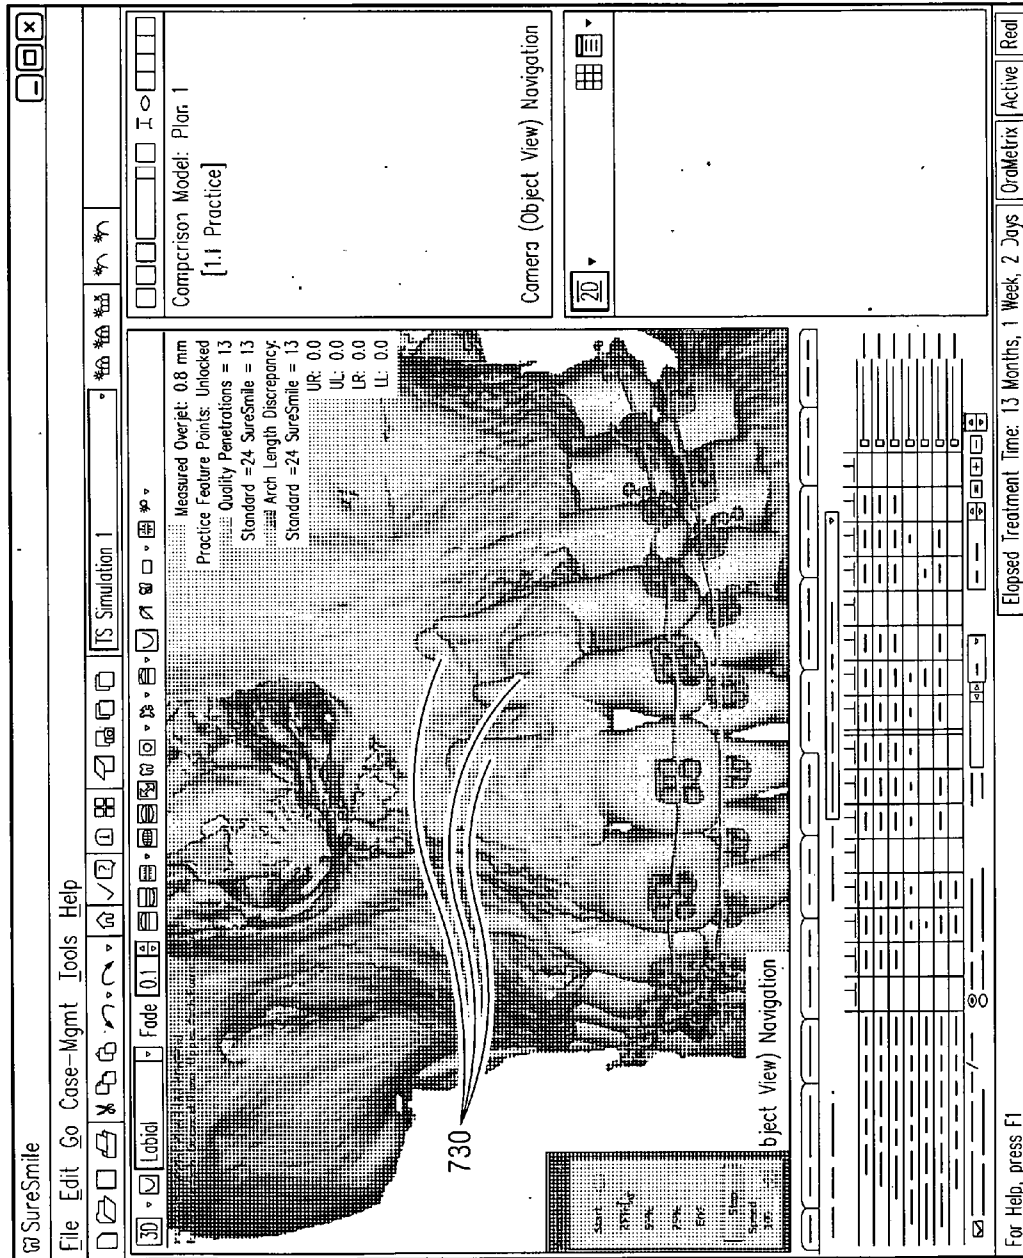 SureSmile
File Edit Go Case-Mgmt Tools Help
TS Simulation 1
3D Labial Fade 0.1
Measured Overjet: 0.8 mm
Practice Feature Points: Unlocked
Quality Penetrations = 13
Standard =24 SureSmile = 13
Arch Length Discrepancy.
Standard =24 SureSmile = 13
UR: 0.0
UL: 0.0
LR: 0.0
LL: 0.0
730
Start
25%
75%
End
Stop
Speed
bject View) Navigation
Comparison Model: Plan 1
[1.1 Practice]
Camera (Object View) Navigation
2D
For Help, press F1
Elapsed Treatment Time: 13 Months, 1 Week, 2 Days OraMetrix Active Real